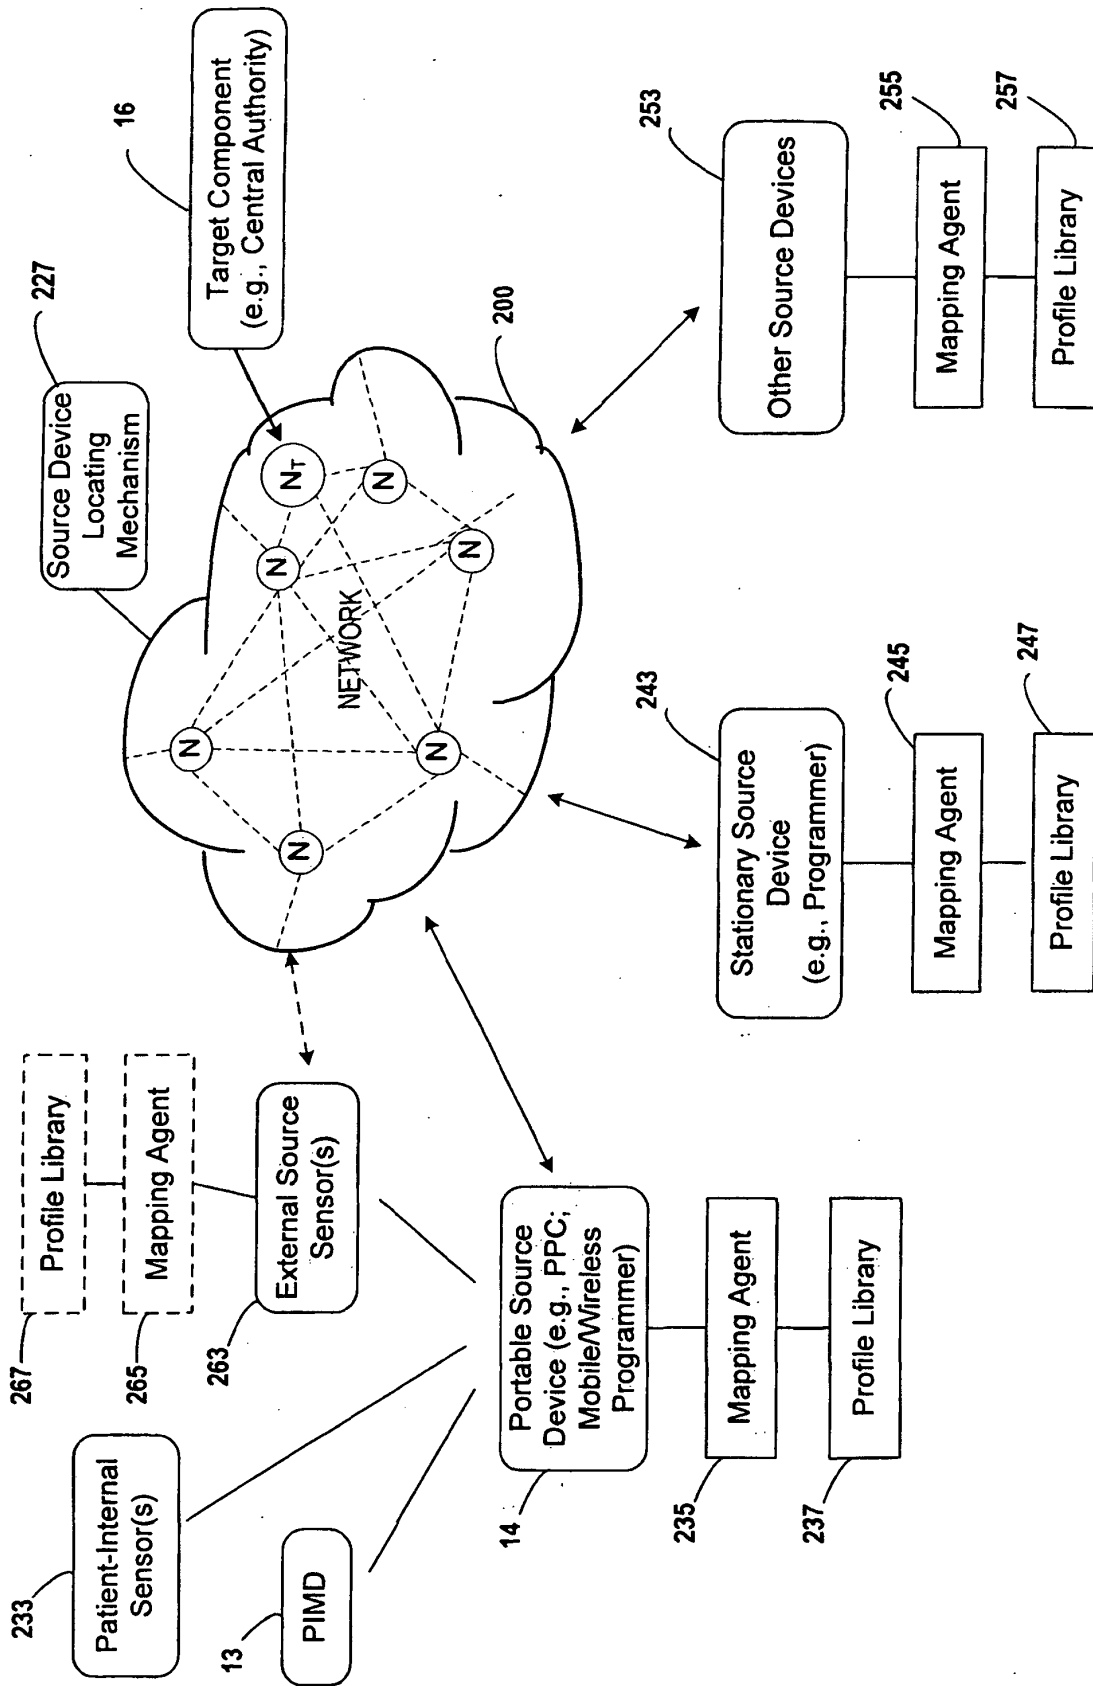 233
Patient-Internal
Sensor(s)
13
PIMD
267
Profile Library
265
Mapping Agent
263
External Source
Sensor(s)
14
Portable Source
Device (e.g., PPC;
Mobile/Wireless
Programmer)
235
Mapping Agent
237
Profile Library
Source Device
Locating
Mechanism
227
16
Target Component
(e.g., Central Authority)
200
NETWORK
N
N
N
N
N
N
NT
243
Stationary Source
Device
(e.g., Programmer)
245
Mapping Agent
247
Profile Library
253
Other Source Devices
255
Mapping Agent
257
Profile Library